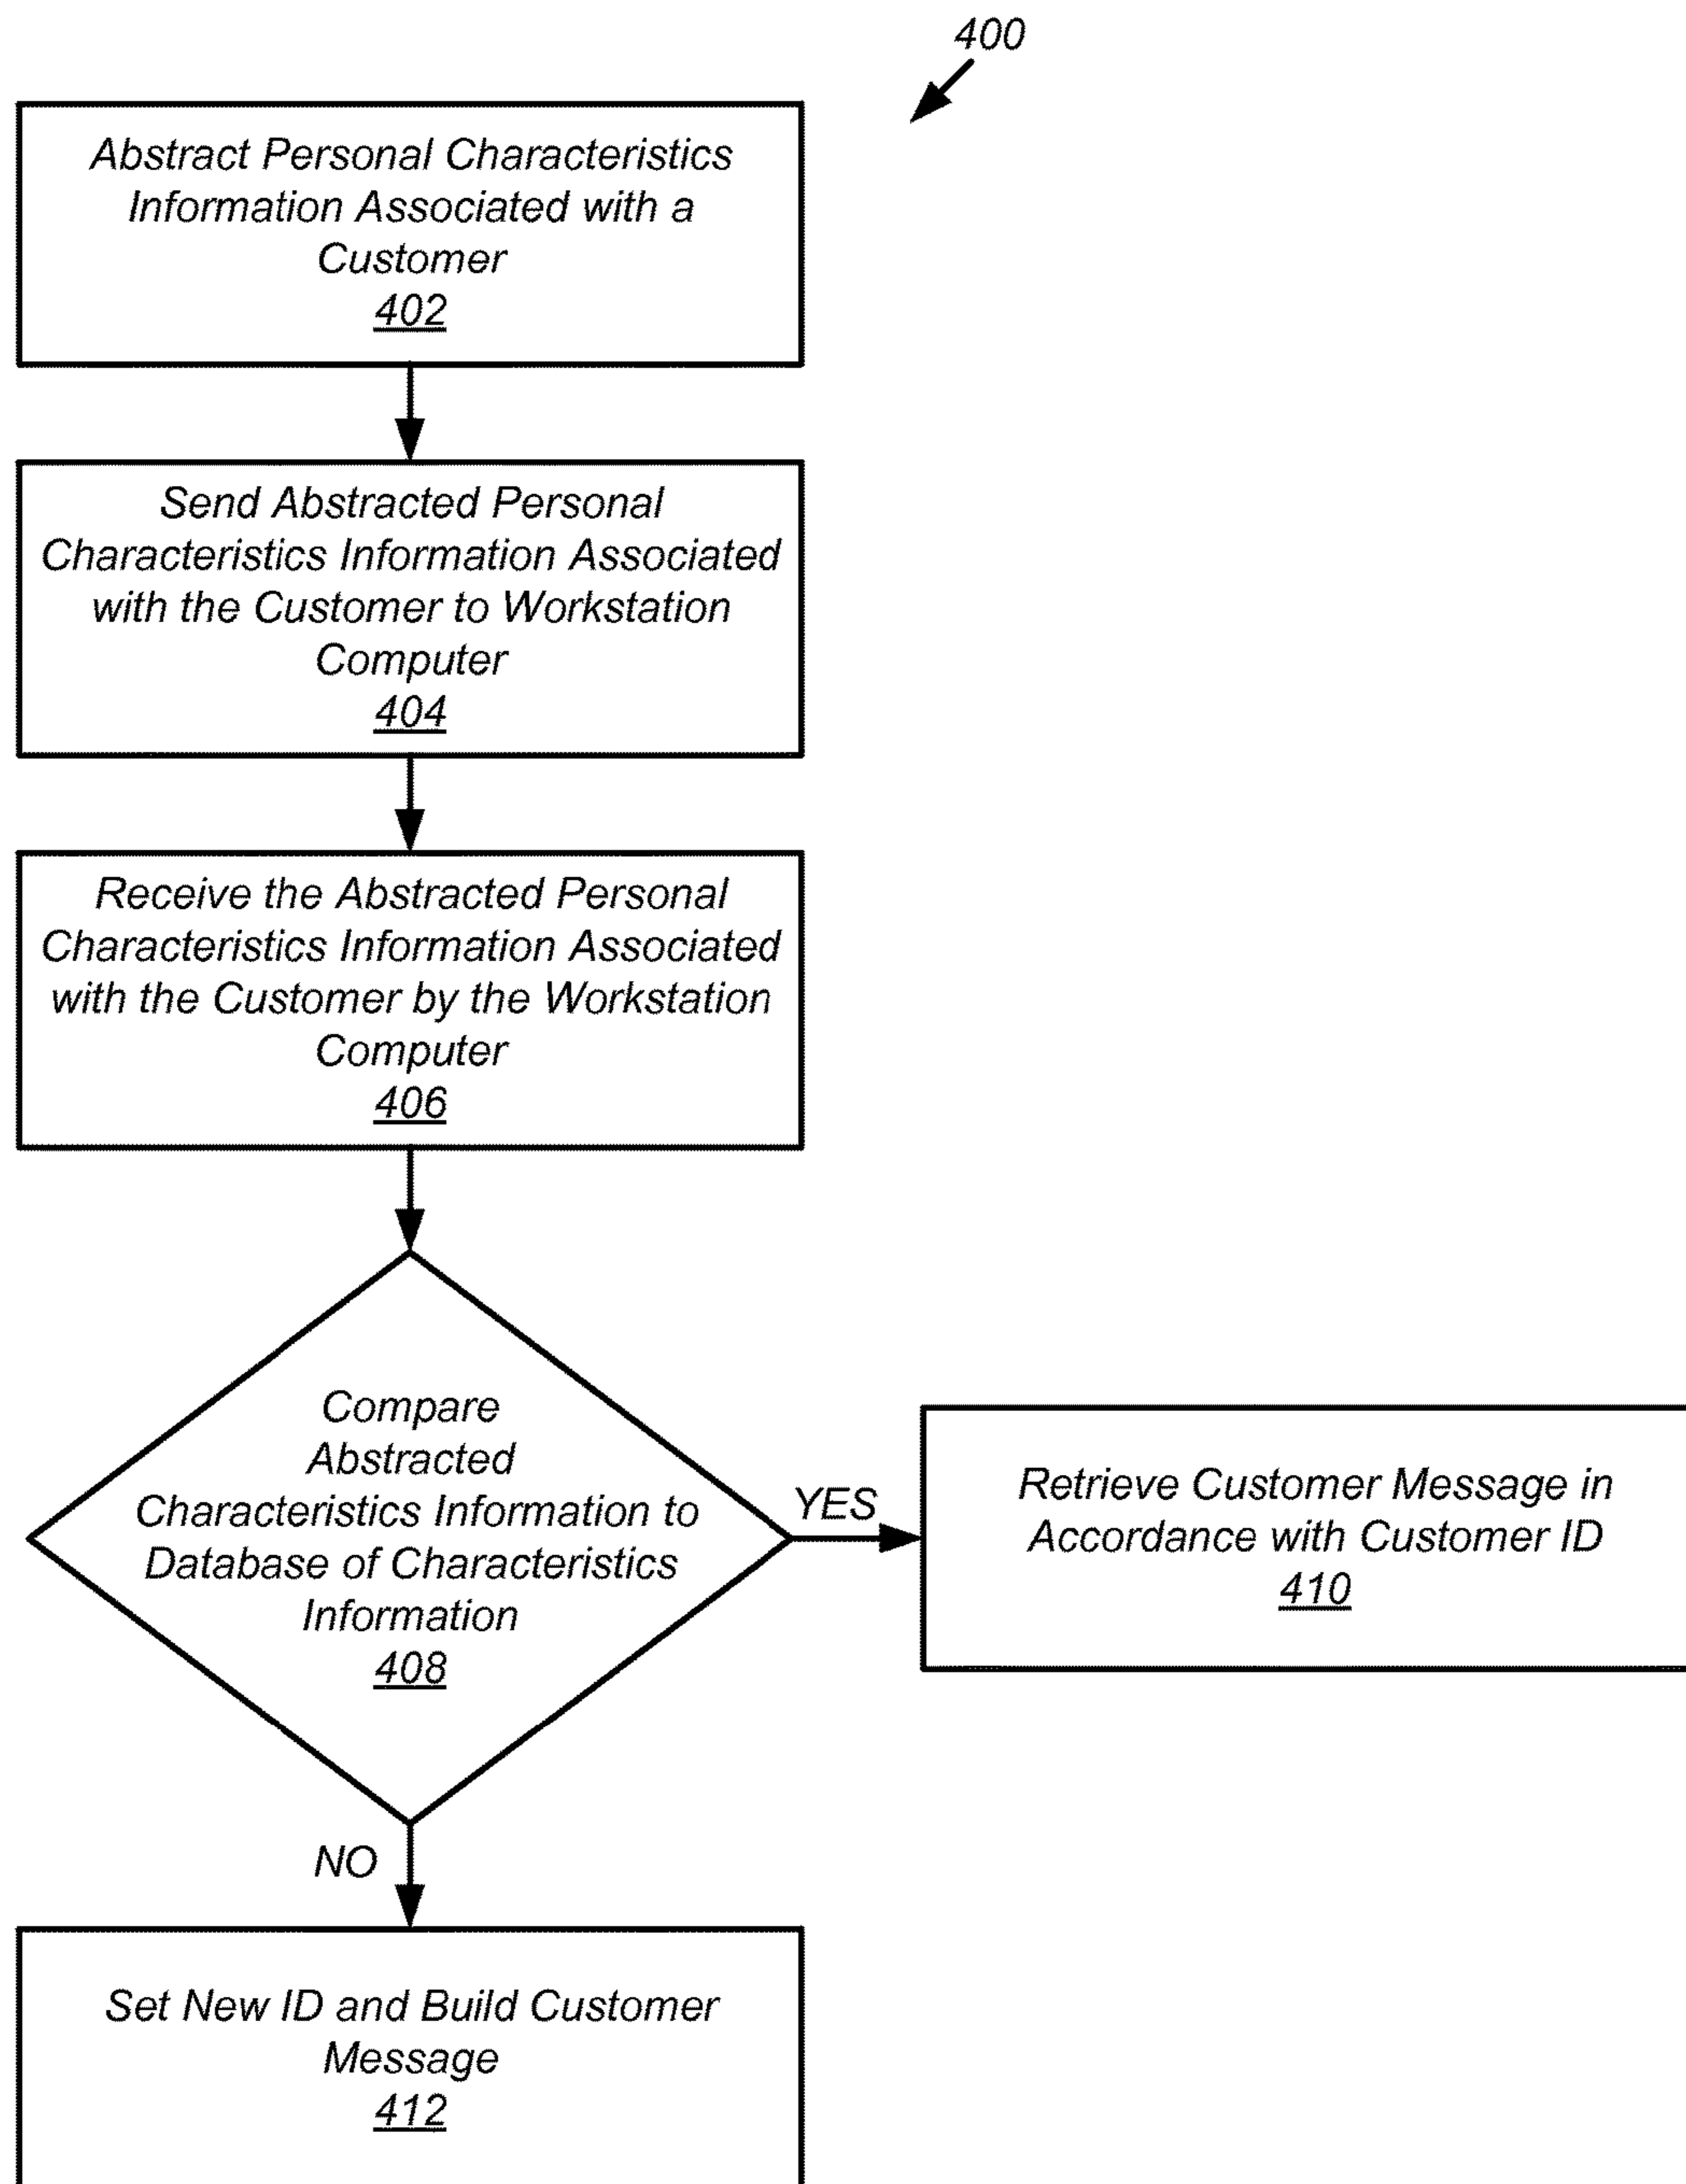 400
Abstract Personal Characteristics
Information Associated with a
Customer
402
Send Abstracted Personal
Characteristics Information Associated
with the Customer to Workstation
Computer
404
Receive the Abstracted Personal
Characteristics Information Associated
with the Customer by the Workstation
Computer
406
Compare
Abstracted
Characteristics Information to
Database of Characteristics
Information
408
YES
Retrieve Customer Message in
Accordance with Customer ID
410
NO
Set New ID and Build Customer
Message
412